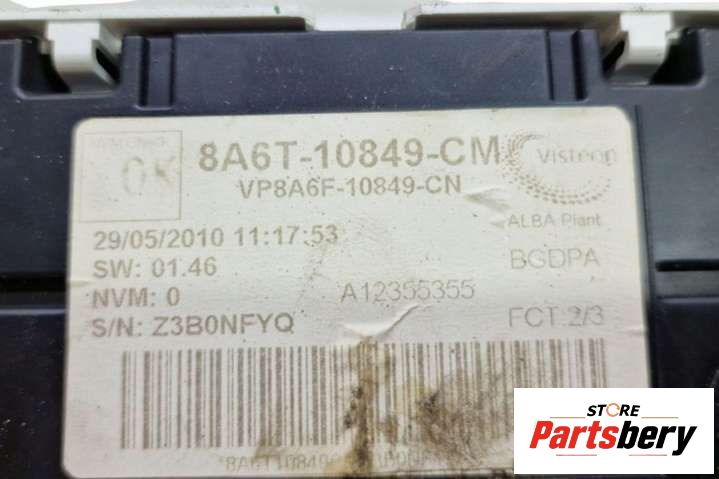 OK
8A6T-10849-CM
VP8A6F-10849-CN
Visteon
ALBA Plant
29/05/2010 11:17:53
SW: 01.46
BGDPA
NVM: 0
A12355355
S/N: Z3B0NFYQ
FCT 2/3
STORE
Partsbery